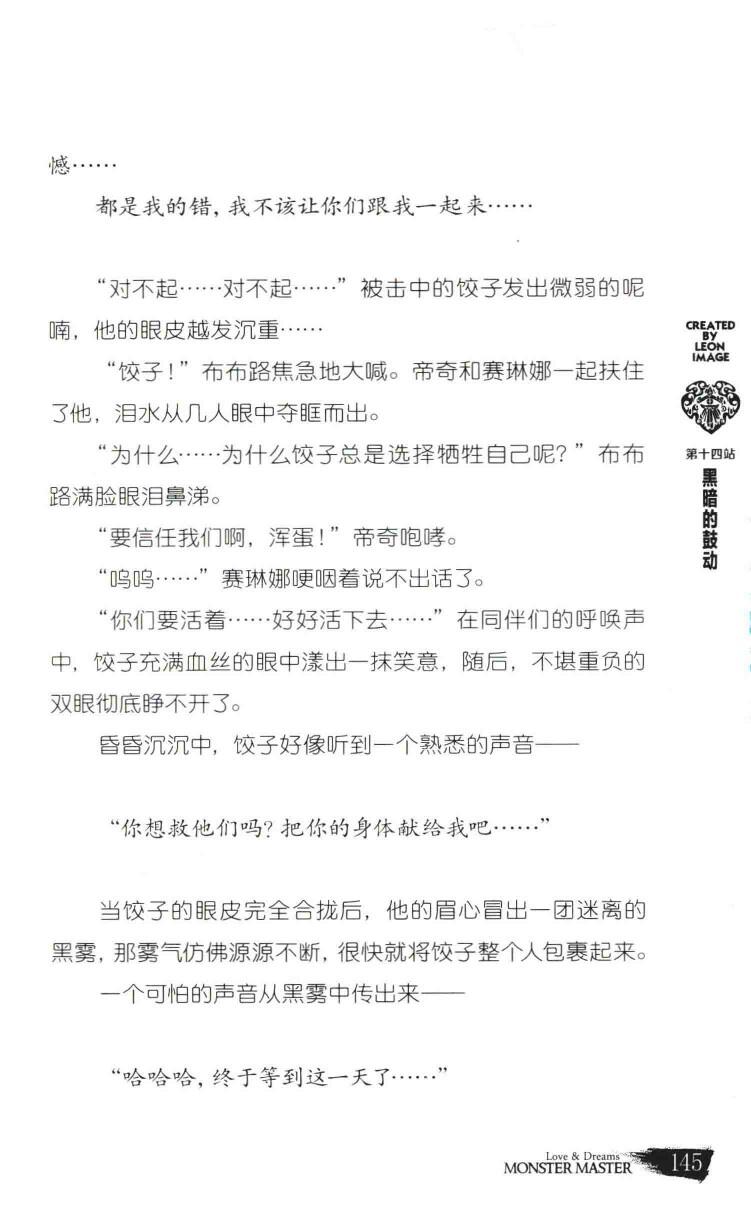 憾……
都是我的错，我不该让你们跟我一起来……
“对不起……对不起……”被击中的饺子发出微弱的呢
喃，他的眼皮越发沉重……
“饺子！”布布路焦急地大喊。帝奇和赛琳娜一起扶住
了他，泪水从几人眼中夺眶而出。
“为什么……为什么饺子总是选择牺牲自己呢？”布布
路满脸眼泪鼻涕。
“要信任我们啊，浑蛋！”帝奇咆哮。
“呜呜……”赛琳娜哽咽着说不出话了。
“你们要活着……好好活下去……”在同伴们的呼唤声
中，饺子充满血丝的眼中漾出一抹笑意，随后，不堪重负的
双眼彻底睁不开了。
昏昏沉沉中，饺子好像听到一个熟悉的声音——
“你想救他们吗？把你的身体献给我吧……”
当饺子的眼皮完全合拢后，他的眉心冒出一团迷离的
黑雾，那雾气仿佛源源不断，很快就将饺子整个人包裹起来。
一个可怕的声音从黑雾中传出来——
“哈哈哈，终于等到这一天了……”
CREATED
BY
LEON
IMAGE
第十四站
黑暗的鼓动
Love & Dreams
MONSTER MASTER
145